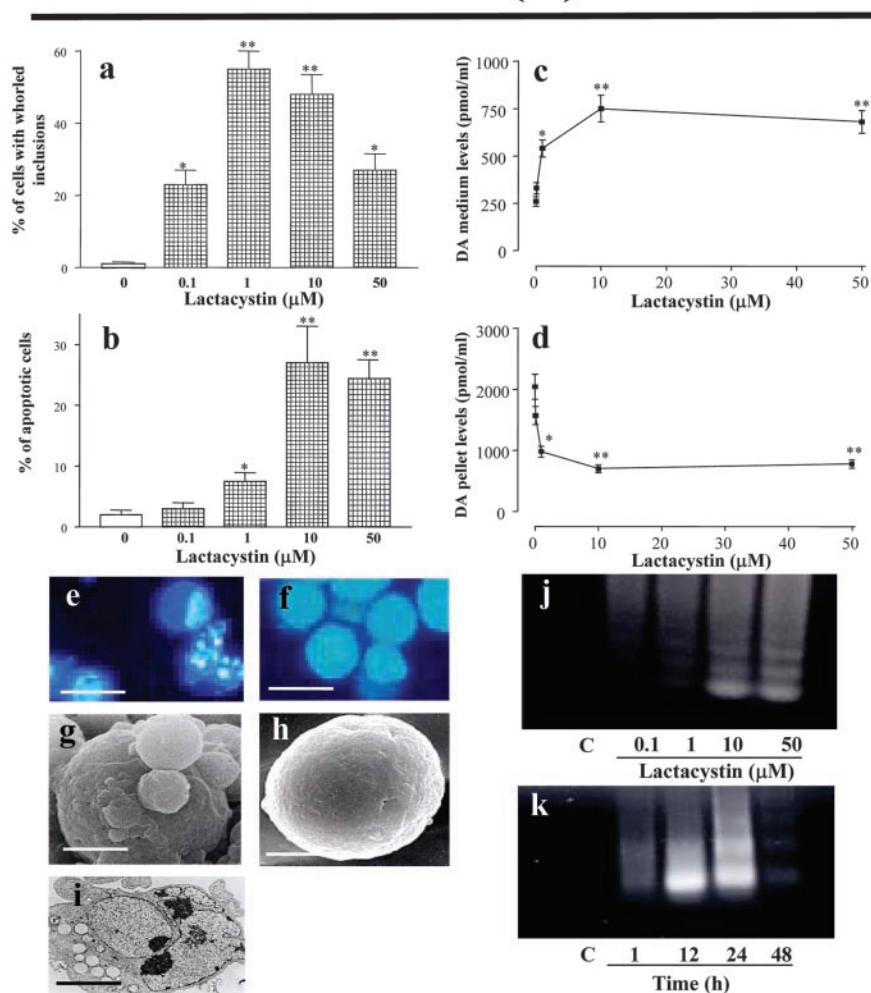 a
% of cells with whorled
inclusions
60
40
20
0
*
**
**
*
0 0.1 1 10 50
Lactacystin (μM)
b
% of apoptotic cells
30
20
10
0
*
**
**
0 0.1 1 10 50
Lactacystin (μM)
c
DA medium levels (pmol/ml)
1000
750
500
250
0
*
**
**
0 10 20 30 40 50
Lactacystin (μM)
d
DA pellet levels (pmol/ml)
3000
2000
1000
0
*
**
**
0 10 20 30 40 50
Lactacystin (μM)
e
f
g
h
i
j
C 0.1 1 10 50
Lactacystin (μM)
k
C 1 12 24 48
Time (h)